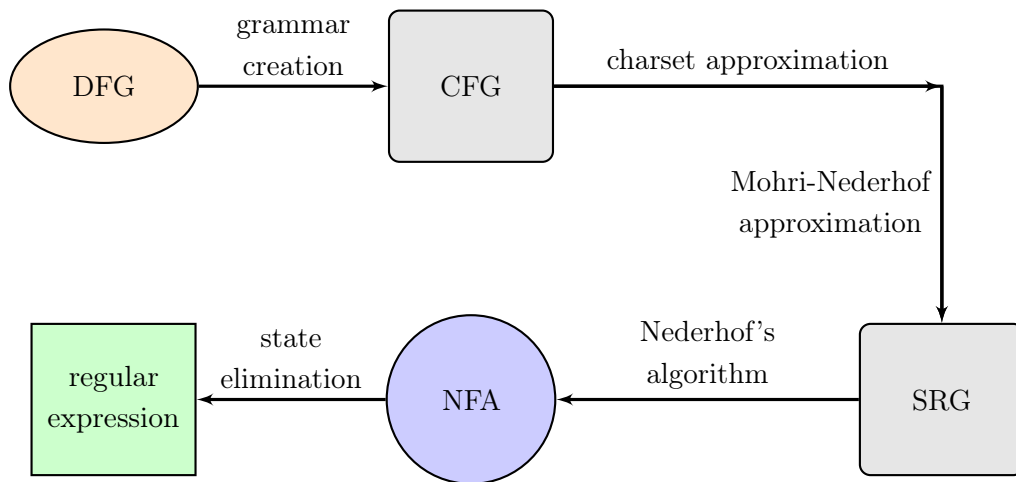 grammar
creation
DFG
CFG
charset approximation
Mohri-Nederhof
approximation
SRG
Nederhof's
algorithm
NFA
state
elimination
regular
expression